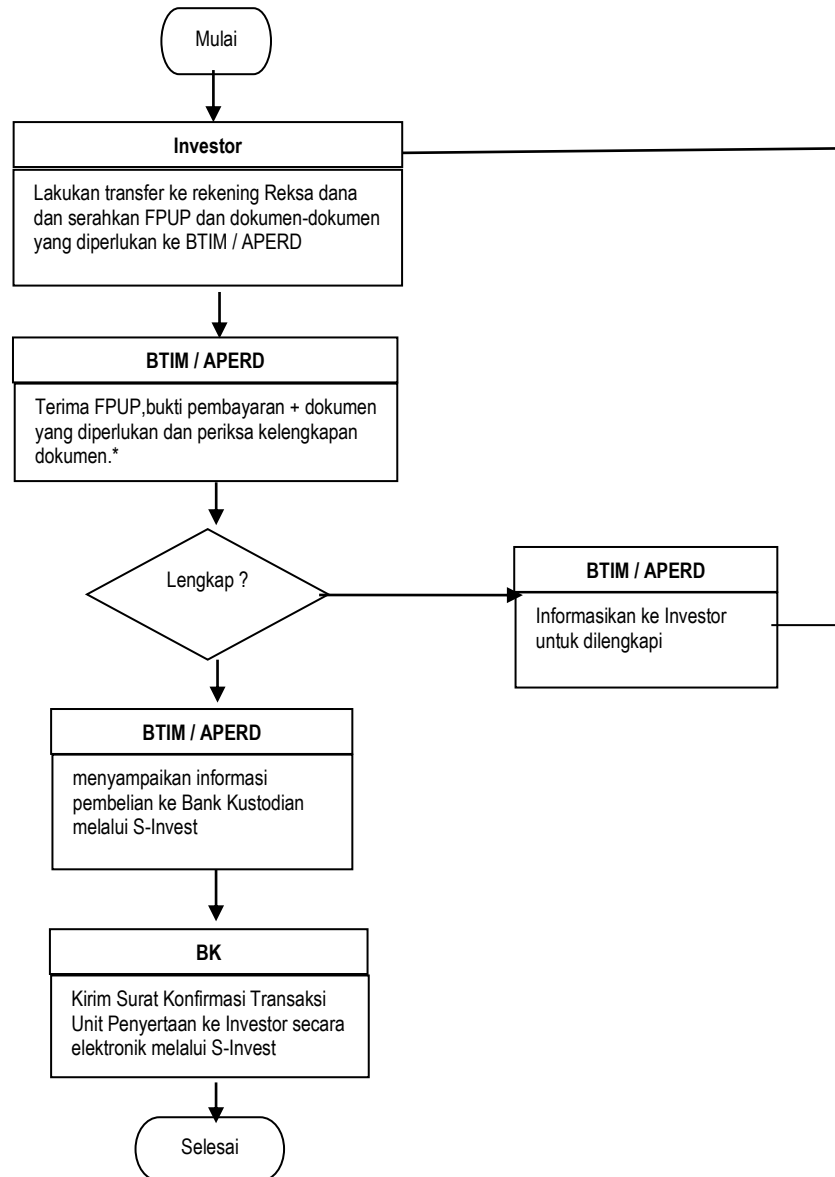 Mulai
Investor
Lakukan transfer ke rekening Reksa dana
dan serahkan FPUP dan dokumen-dokumen
yang diperlukan ke BTIM / APERD
BTIM / APERD
Terima FPUP,bukti pembayaran + dokumen
yang diperlukan dan periksa kelengkapan
dokumen.*
Lengkap ?
BTIM / APERD
Informasikan ke Investor
untuk dilengkapi
BTIM / APERD
menyampaikan informasi
pembelian ke Bank Kustodian
melalui S-Invest
BK
Kirim Surat Konfirmasi Transaksi
Unit Penyertaan ke Investor secara
elektronik melalui S-Invest
Selesai